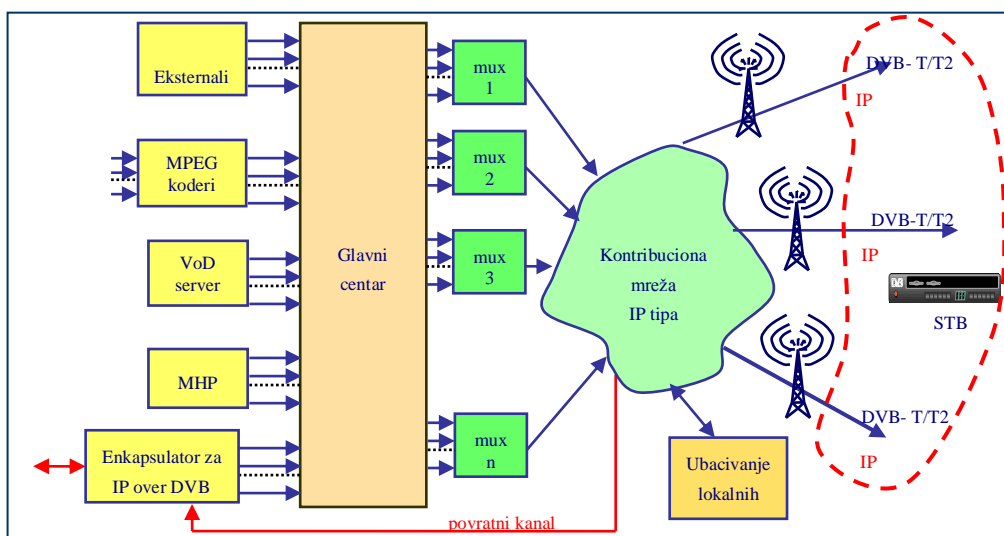 Eksternali
MPEG
koderi
VoD
server
MHP
Enkapsulator za
IP over DVB
Glavni
centar
mux
1
mux
2
mux
3
mux
n
Kontribuciona
mreža
IP tipa
Ubacivanje
lokalnih
povratni kanal
DVB- T/T2
IP
DVB-T/T2
IP
DVB
STB
DVB- T/T2
IP